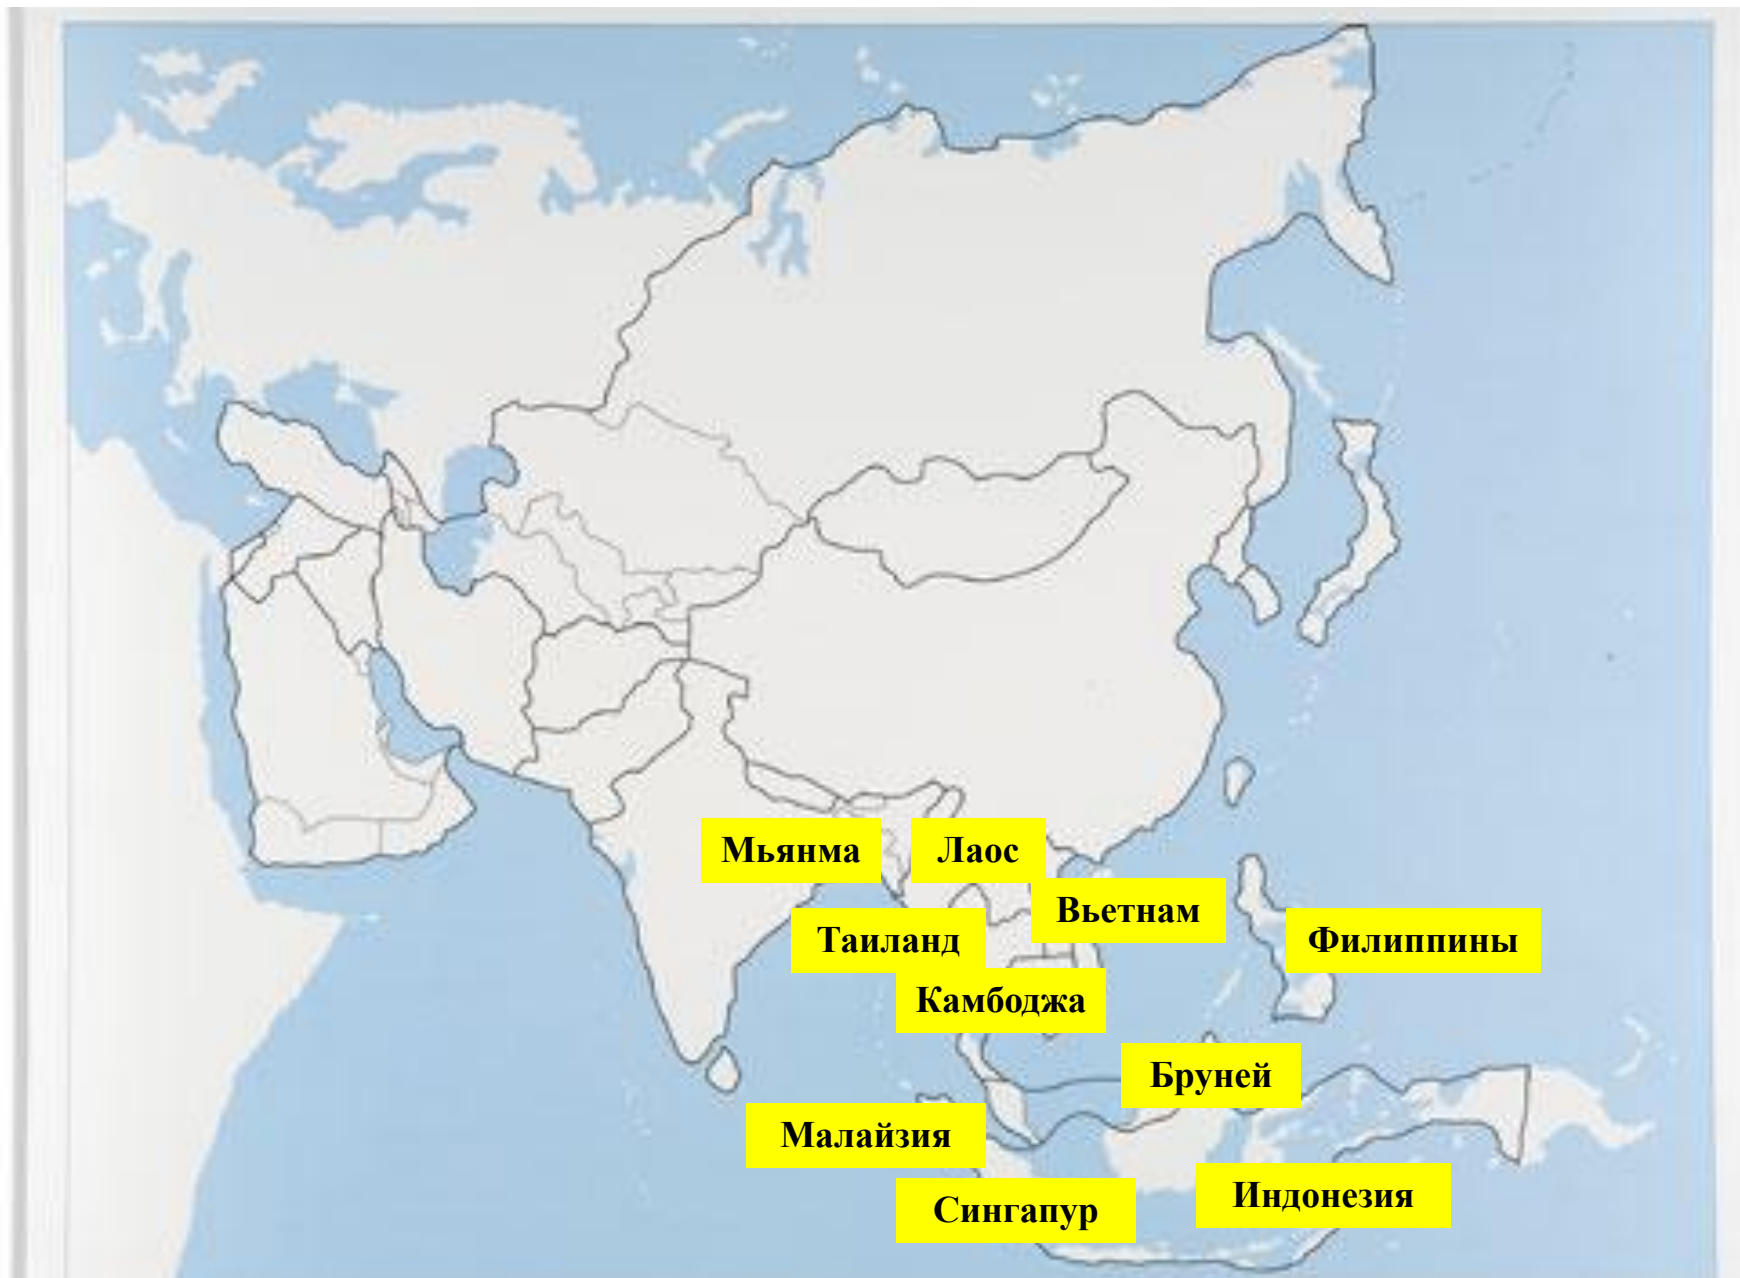 Мьянма
Лаос
Вьетнам
Таиланд
Филиппины
Камбоджа
Бруней
Малайзия
Сингапур
Индонезия